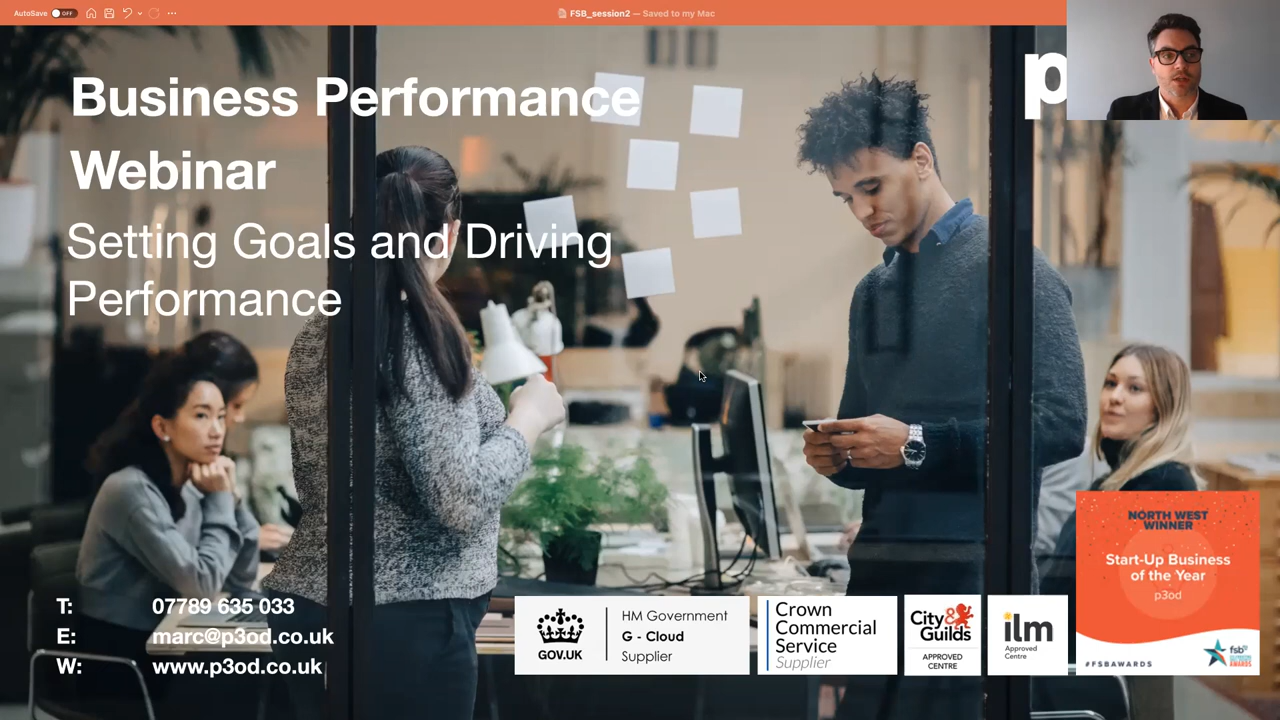 AutoSave OFF
FSB_session2 — Saved to my Mac
p
Business Performance
Webinar
Setting Goals and Driving
Performance
T: 07789 635 033
E: marc@p3od.co.uk
W: www.p3od.co.uk
GOV.UK
HM Government
G - Cloud
Supplier
Crown
Commercial
Service
Supplier
City &
Guilds
APPROVED
CENTRE
ilm
Approved
Centre
NORTH WEST
WINNER
Start-Up Business
of the Year
p3od
#FSBAWARDS
fsb
AWARDS